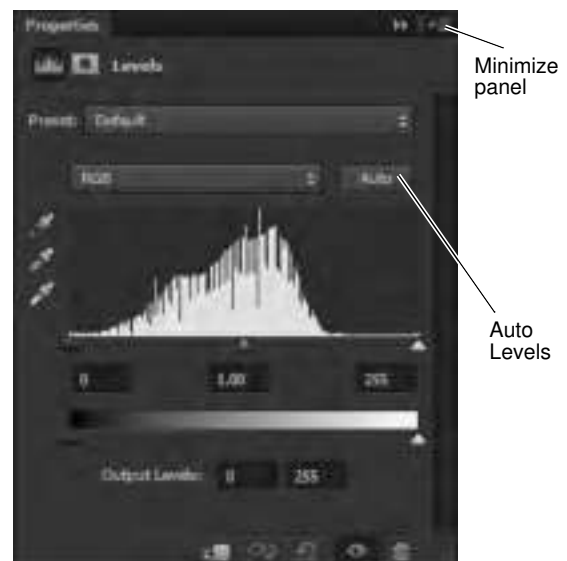 Properties
Minimize
panel
Levels
Preset: Default
RGB
Auto
Auto
Levels
0 1.00 255
Output Levels: 0 255